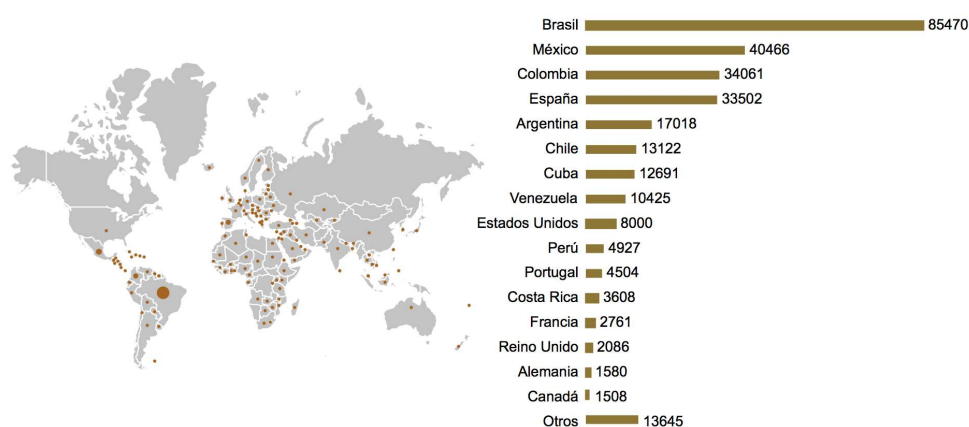 Brasil 85470
México 40466
Colombia 34061
España 33502
Argentina 17018
Chile 13122
Cuba 12691
Venezuela 10425
Estados Unidos 8000
Perú 4927
Portugal 4504
Costa Rica 3608
Francia 2761
Reino Unido 2086
Alemania 1580
Canadá 1508
Otros 13645